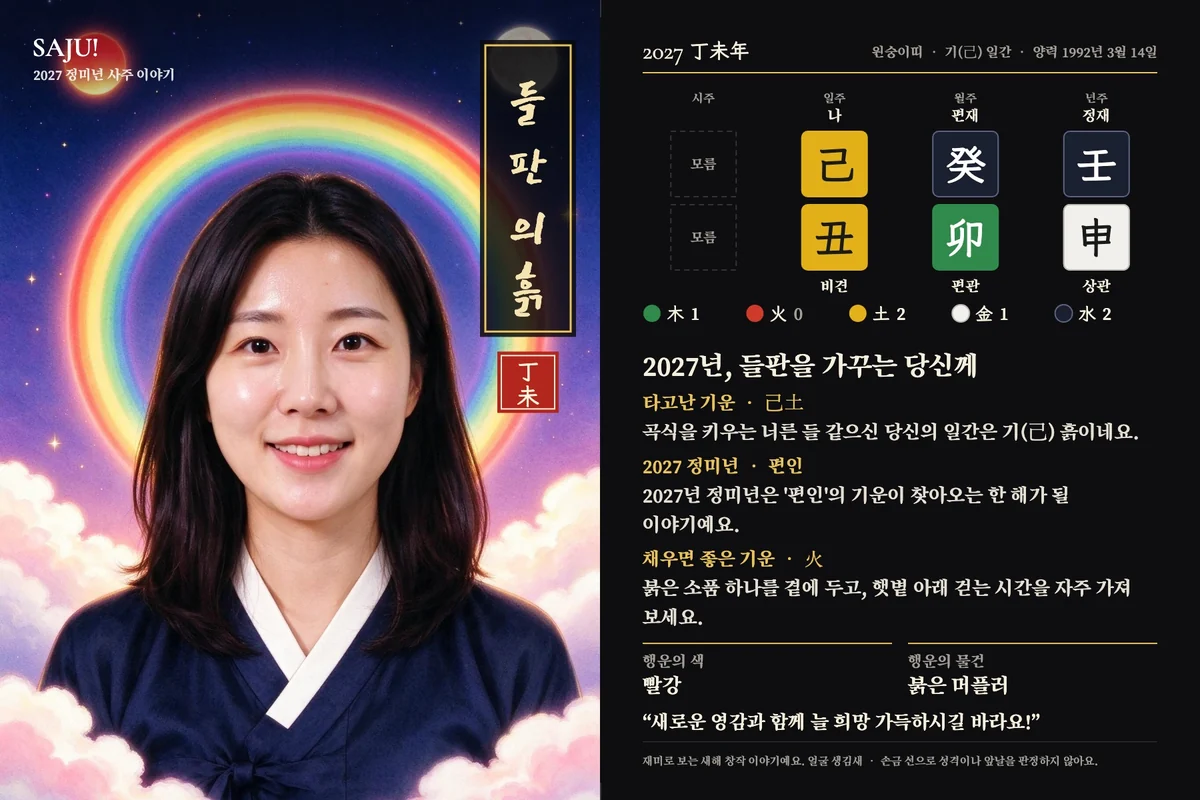 SAJU!
2027 정미년 사주 이야기
들판의흙
丁未
2027 丁未年
원숭이띠 · 기(己) 일간 · 양력 1992년 3월 14일
시주 일주 월주 년주
나 편재 정재
모름 己 癸 壬
모름 丑 卯 申
비견 편관 상관
木 1 火 0 土 2 金 1 水 2
2027년, 들판을 가꾸는 당신께
타고난 기운 · 己土
곡식을 키우는 너른 들 같으신 당신의 일간은 기(己) 흙이네요.
2027 정미년 · 편인
2027년 정미년은 '편인'의 기운이 찾아오는 한 해가 될
이야기예요.
채우면 좋은 기운 · 火
붉은 소품 하나를 곁에 두고, 햇볕 아래 걷는 시간을 자주 가져
보세요.
행운의 색 행운의 물건
빨강 붉은 머플러
“새로운 영감과 함께 늘 희망 가득하시길 바라요!”
재미로 보는 새해 창작 이야기예요. 얼굴 생김새 · 손금 선으로 성격이나 앞날을 판정하지 않아요.